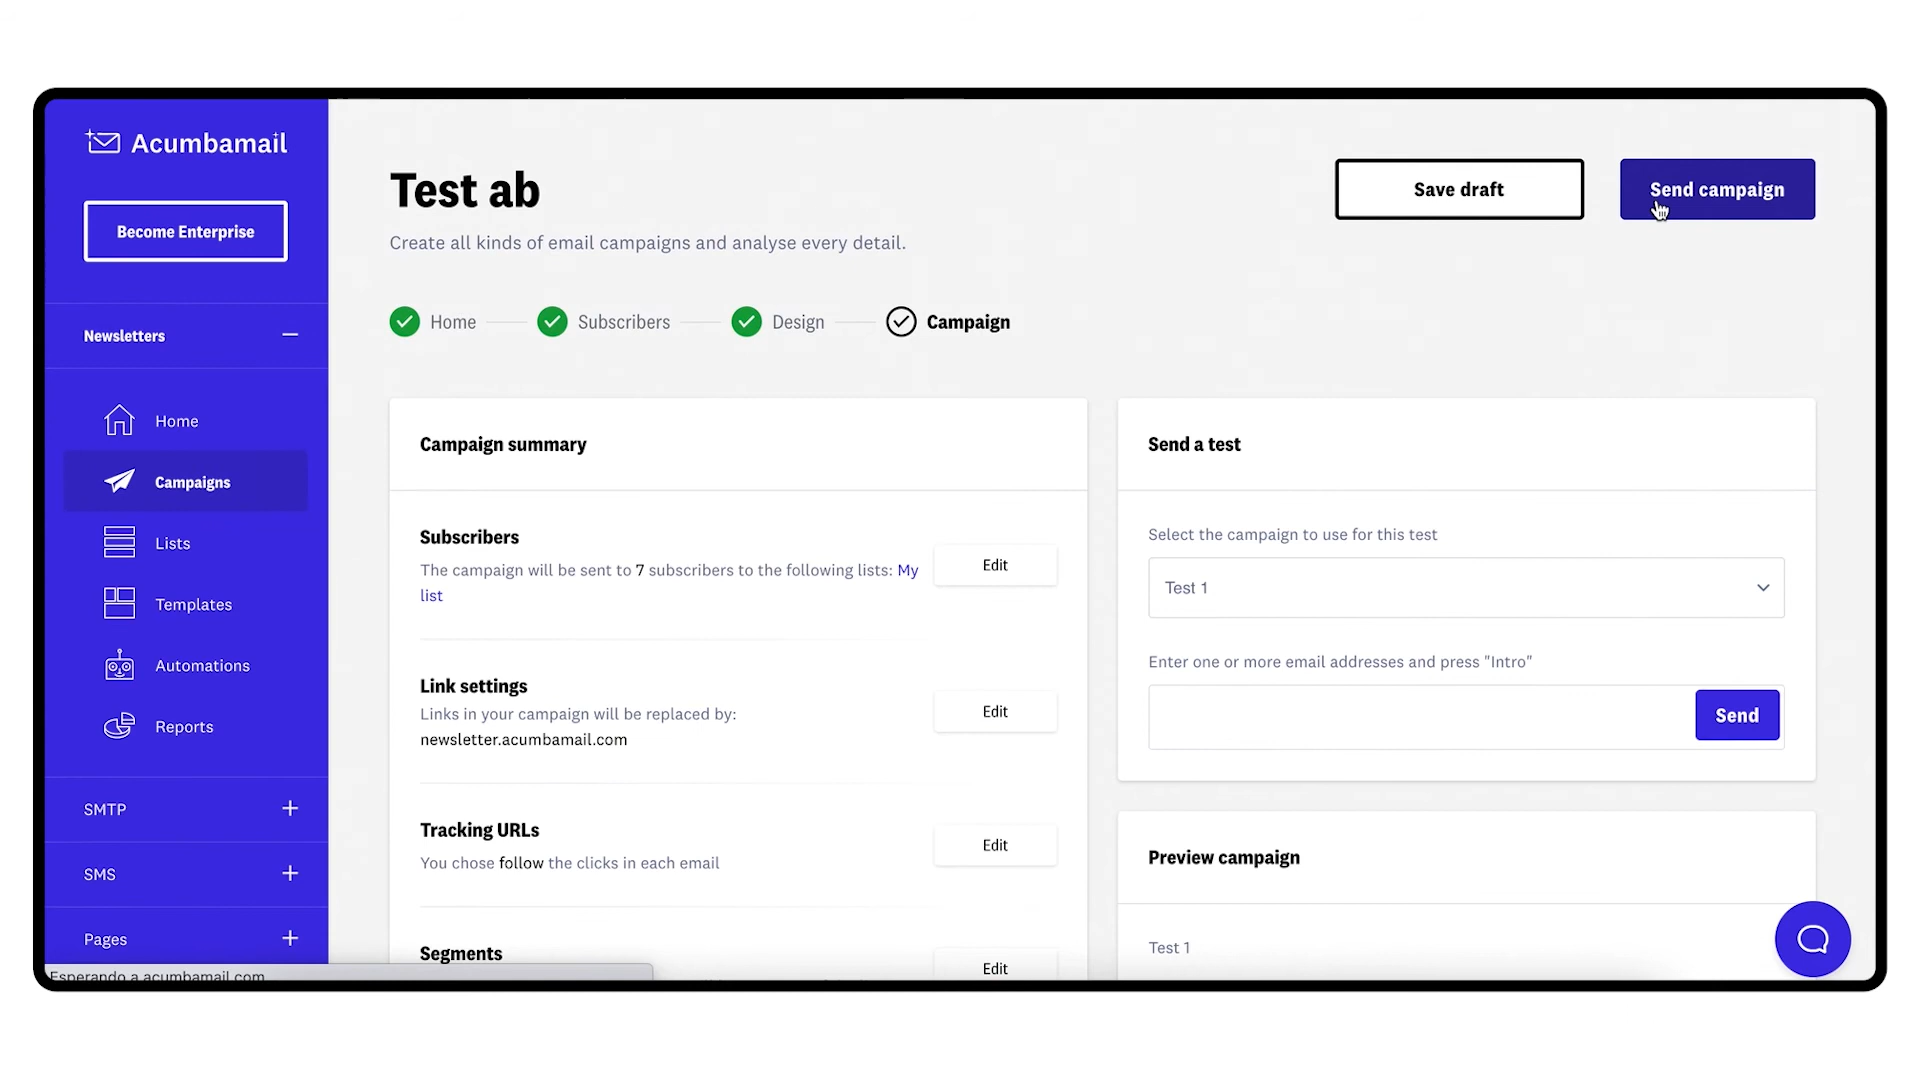 Acumbamail
Become Enterprise
Newsletters
Home
Campaigns
Lists
Templates
Automations
Reports
SMTP
SMS
Pages
Esperando a acumbamail.com
Test ab
Create all kinds of email campaigns and analyse every detail.
Save draft
Send campaign
Home
Subscribers
Design
Campaign
Campaign summary
Subscribers
The campaign will be sent to 7 subscribers to the following lists: My
list
Edit
Link settings
Links in your campaign will be replaced by:
newsletter.acumbamail.com
Edit
Tracking URLs
You chose follow the clicks in each email
Edit
Segments
Edit
Send a test
Select the campaign to use for this test
Test 1
Enter one or more email addresses and press "Intro"
Send
Preview campaign
Test 1